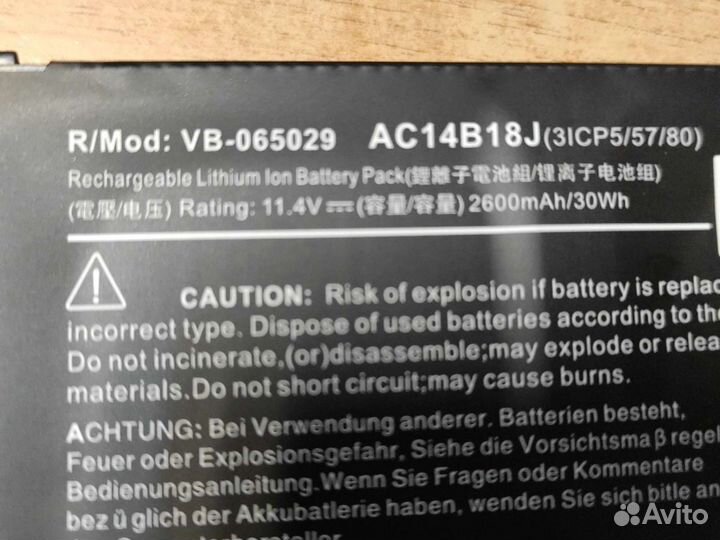 R/Mod: VB-065029 AC14B18J(3ICP5/57/80)
Rechargeable Lithium Ion Battery Pack(鋰離子電池組/锂离子电池组)
(電壓/电压) Rating: 11.4V⎓(容量/容量) 2600mAh/30Wh
CAUTION: Risk of explosion if battery is replac
incorrect type. Dispose of used batteries according to the
Do not incinerate,(or)disassemble;may explode or relea
materials.Do not short circuit;may cause burns.
ACHTUNG: Bei Verwendung anderer. Batterien besteht,
Feuer oder Explosionsgefahr, Siehe die Vorsichtsmaβregel
Bedienungsanleitung.Wenn Sie Fragen oder Kommentare
bez ü glich der Akkubatlerie haben, wenden Sie sich bitte an
Avito